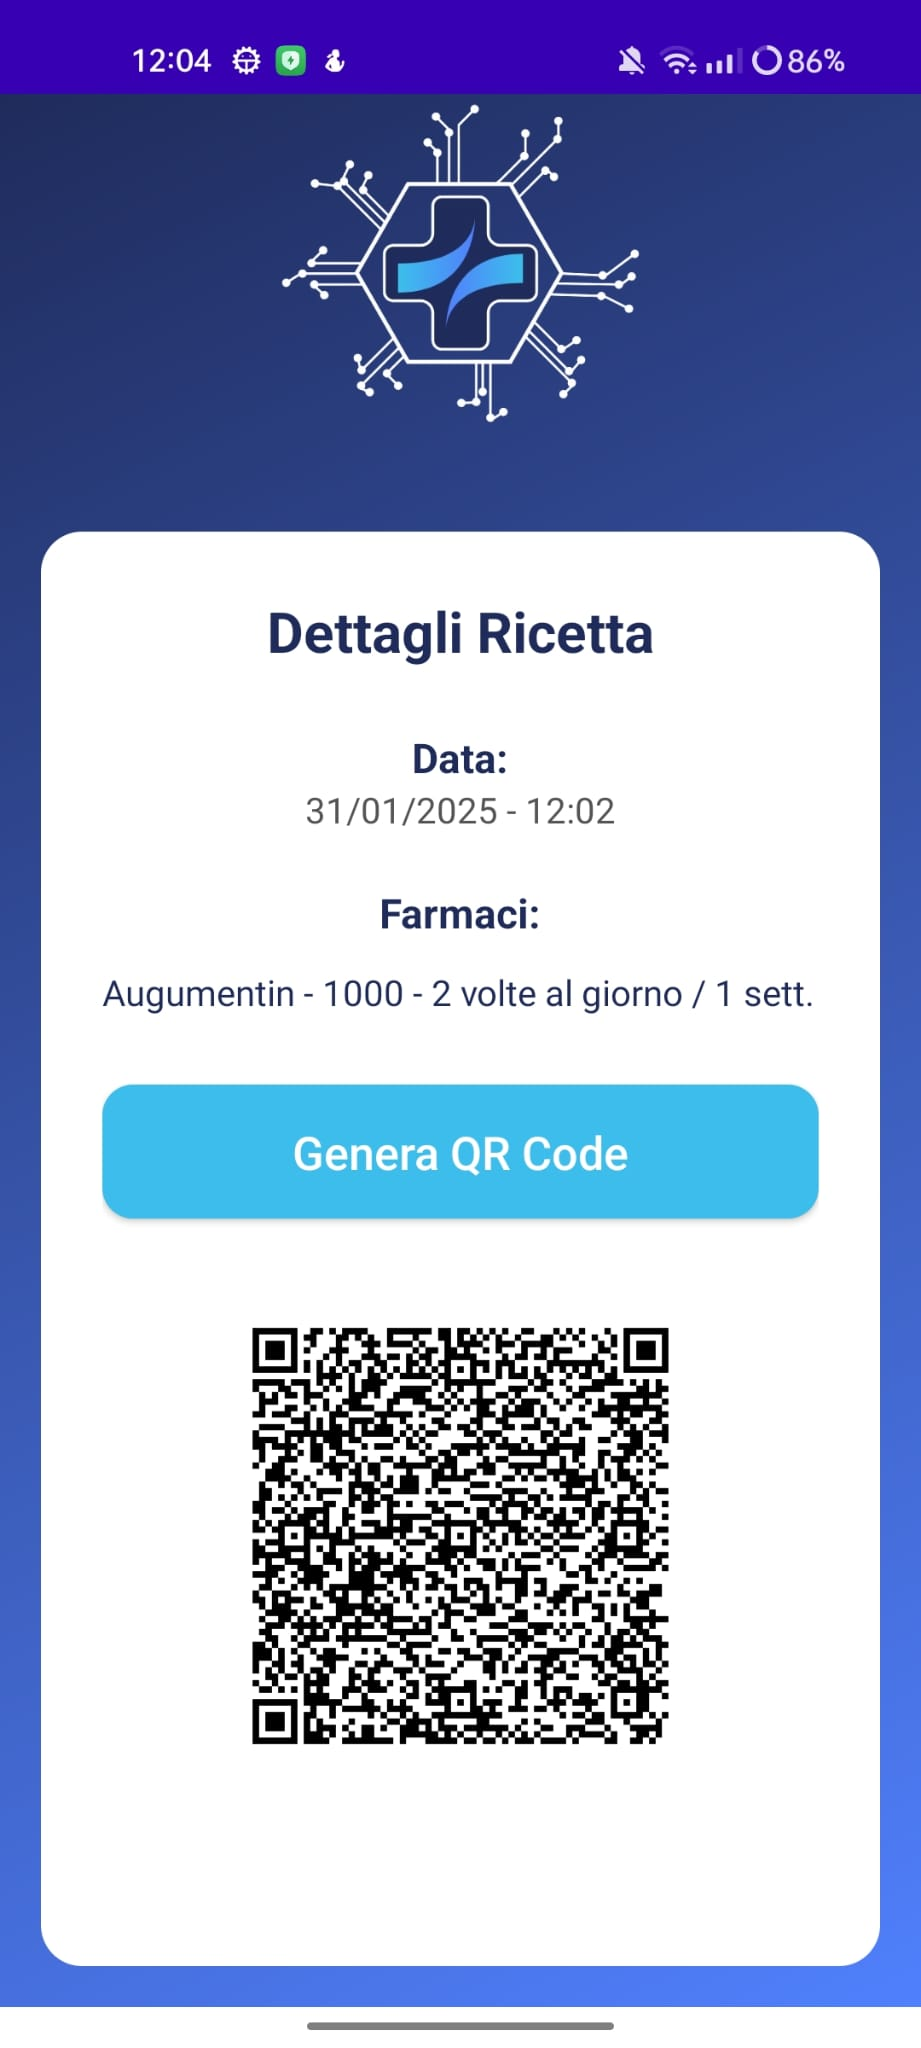 12:04
86%
Dettagli Ricetta
Data:
31/01/2025 - 12:02
Farmaci:
Augumentin - 1000 - 2 volte al giorno / 1 sett.
Genera QR Code